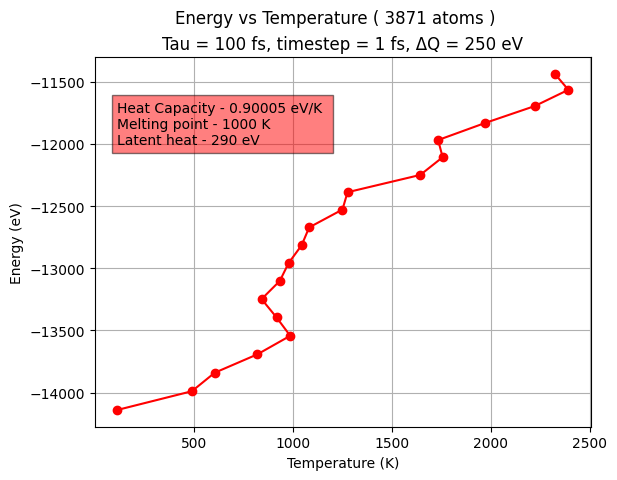 Energy vs Temperature ( 3871 atoms )
Tau = 100 fs, timestep = 1 fs, ΔQ = 250 eV
Heat Capacity - 0.90005 eV/K
Melting point - 1000 K
Latent heat - 290 eV
Energy (eV)
−11500
−12000
−12500
−13000
−13500
−14000
500
1000
1500
2000
2500
Temperature (K)